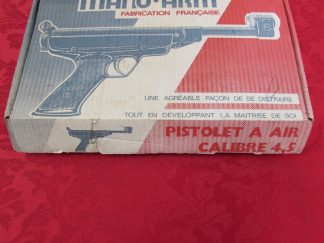 MANU-ARM
FABRICATION FRANÇAISE
UNE AGRÉABLE FAÇON DE SE DISTRAIRE
TOUT EN DÉVELOPPANT LA MAITRISE DE SOI
PISTOLET A AIR
CALIBRE 4,5